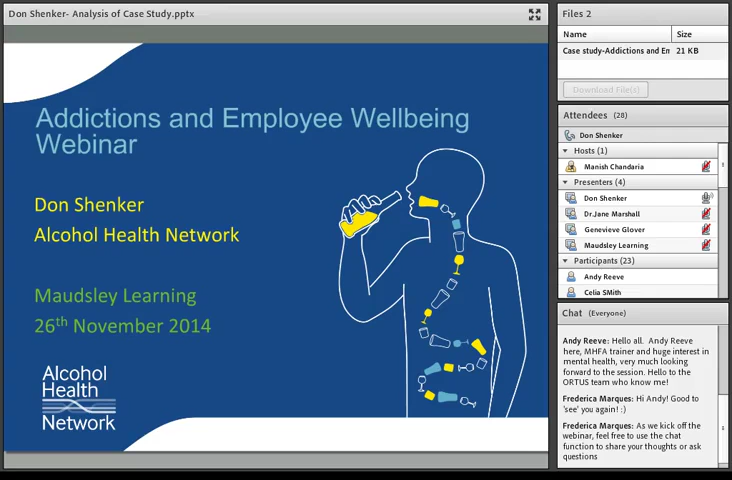 Don Shenker- Analysis of Case Study.pptx
Addictions and Employee Wellbeing
Webinar
Don Shenker
Alcohol Health Network
Maudsley Learning
26th November 2014
Alcohol
Health
Network
Files 2
Name Size
Case study-Addictions and Em 21 KB
Download File(s)
Attendees (28)
Don Shenker
Hosts (1)
Manish Chandaria
Presenters (4)
Don Shenker
Dr.Jane Marshall
Genevieve Glover
Maudsley Learning
Participants (23)
Andy Reeve
Celia SMith
Chat (Everyone)
Andy Reeve: Hello all. Andy Reeve
here, MHFA trainer and huge interest in
mental health, very much looking
forward to the session. Hello to the
ORTUS team who know me!
Frederica Marques: Hi Andy! Good to
'see' you again! :)
Frederica Marques: As we kick off the
webinar, feel free to use the chat
function to share your thoughts or ask
questions